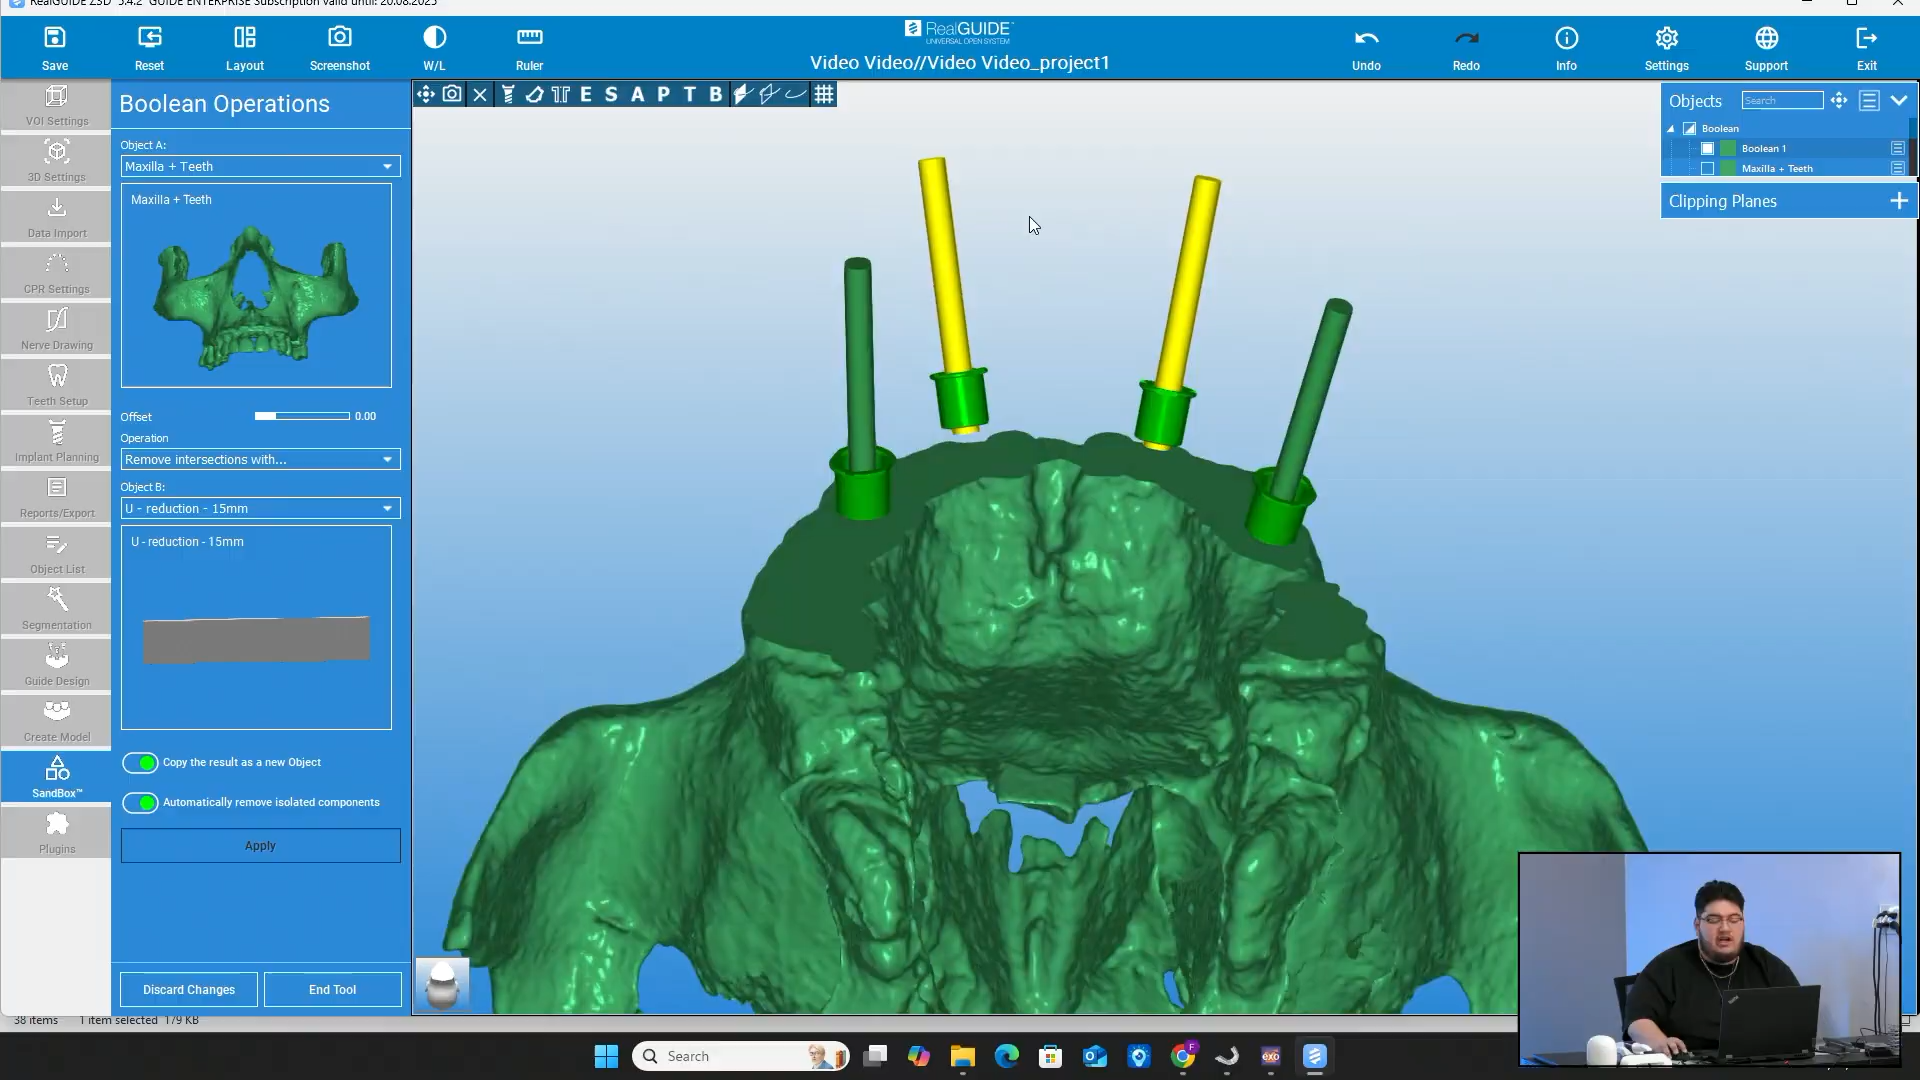 RealGUIDE Z3D 5.4.2 GUIDE ENTERPRISE Subscription valid until: 20.08.2025
Save
Reset
Layout
Screenshot
W/L
Ruler
RealGUIDE
UNIVERSAL OPEN SYSTEM
Video Video//Video Video_project1
Undo
Redo
Info
Settings
Support
Exit
VOI Settings
3D Settings
Data Import
CPR Settings
Nerve Drawing
Teeth Setup
Implant Planning
Reports/Export
Object List
Segmentation
Guide Design
Create Model
SandBox™
Plugins
Boolean Operations
Object A:
Maxilla + Teeth
Maxilla + Teeth
Offset 0.00
Operation
Remove intersections with...
Object B:
U - reduction - 15mm
U - reduction - 15mm
Copy the result as a new Object
Automatically remove isolated components
Apply
Discard Changes
End Tool
E S A P T B
Objects
Search
Boolean
Boolean 1
Maxilla + Teeth
Clipping Planes
38 items 1 item selected 179 KB
Search
F
exo